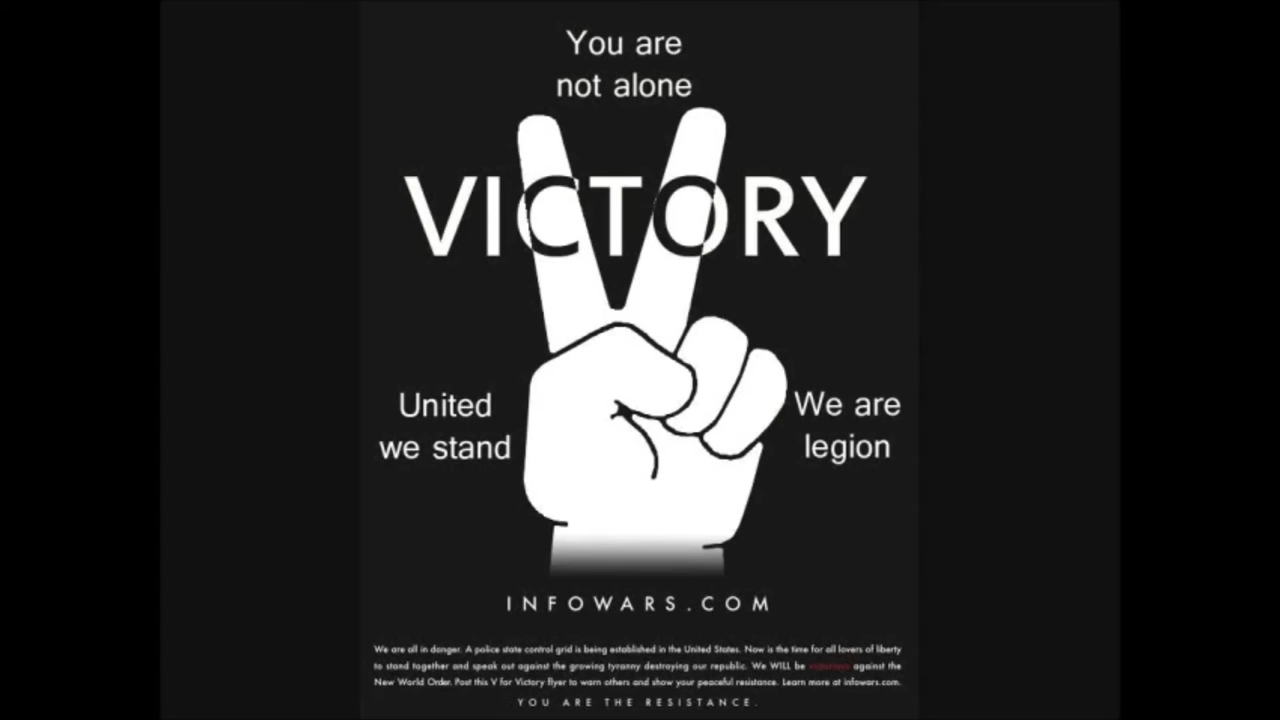 You are
not alone
VICTORY
United
we stand
We are
legion
INFOWARS.COM
We are all in danger. A police state control grid is being established in the United States. Now is the time for all lovers of liberty
to stand together and speak out against the growing tyranny destroying our republic. We WILL be victorious against the
New World Order. Post this V for Victory flyer to warn others and show your peaceful resistance. Learn more at infowars.com.
YOU ARE THE RESISTANCE.